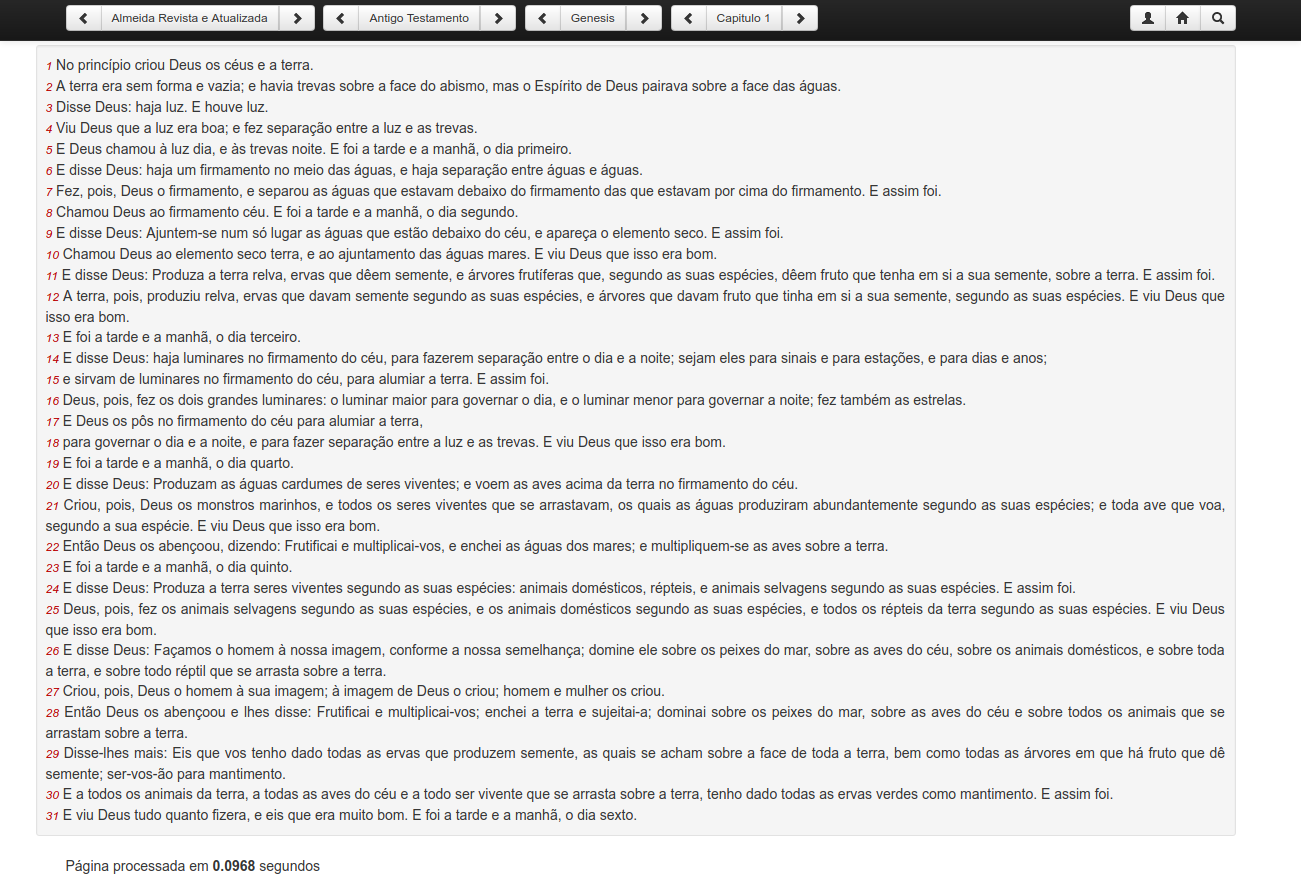 Almeida Revista e Atualizada Antigo Testamento Genesis Capitulo 1
1 No princípio criou Deus os céus e a terra.
2 A terra era sem forma e vazia; e havia trevas sobre a face do abismo, mas o Espírito de Deus pairava sobre a face das águas.
3 Disse Deus: haja luz. E houve luz.
4 Viu Deus que a luz era boa; e fez separação entre a luz e as trevas.
5 E Deus chamou à luz dia, e às trevas noite. E foi a tarde e a manhã, o dia primeiro.
6 E disse Deus: haja um firmamento no meio das águas, e haja separação entre águas e águas.
7 Fez, pois, Deus o firmamento, e separou as águas que estavam debaixo do firmamento das que estavam por cima do firmamento. E assim foi.
8 Chamou Deus ao firmamento céu. E foi a tarde e a manhã, o dia segundo.
9 E disse Deus: Ajuntem-se num só lugar as águas que estão debaixo do céu, e apareça o elemento seco. E assim foi.
10 Chamou Deus ao elemento seco terra, e ao ajuntamento das águas mares. E viu Deus que isso era bom.
11 E disse Deus: Produza a terra relva, ervas que dêem semente, e árvores frutíferas que, segundo as suas espécies, dêem fruto que tenha em si a sua semente, sobre a terra. E assim foi.
12 A terra, pois, produziu relva, ervas que davam semente segundo as suas espécies, e árvores que davam fruto que tinha em si a sua semente, segundo as suas espécies. E viu Deus que
isso era bom.
13 E foi a tarde e a manhã, o dia terceiro.
14 E disse Deus: haja luminares no firmamento do céu, para fazerem separação entre o dia e a noite; sejam eles para sinais e para estações, e para dias e anos;
15 e sirvam de luminares no firmamento do céu, para alumiar a terra. E assim foi.
16 Deus, pois, fez os dois grandes luminares: o luminar maior para governar o dia, e o luminar menor para governar a noite; fez também as estrelas.
17 E Deus os pôs no firmamento do céu para alumiar a terra,
18 para governar o dia e a noite, e para fazer separação entre a luz e as trevas. E viu Deus que isso era bom.
19 E foi a tarde e a manhã, o dia quarto.
20 E disse Deus: Produzam as águas cardumes de seres viventes; e voem as aves acima da terra no firmamento do céu.
21 Criou, pois, Deus os monstros marinhos, e todos os seres viventes que se arrastavam, os quais as águas produziram abundantemente segundo as suas espécies; e toda ave que voa,
segundo a sua espécie. E viu Deus que isso era bom.
22 Então Deus os abençoou, dizendo: Frutificai e multiplicai-vos, e enchei as águas dos mares; e multipliquem-se as aves sobre a terra.
23 E foi a tarde e a manhã, o dia quinto.
24 E disse Deus: Produza a terra seres viventes segundo as suas espécies: animais domésticos, répteis, e animais selvagens segundo as suas espécies. E assim foi.
25 Deus, pois, fez os animais selvagens segundo as suas espécies, e os animais domésticos segundo as suas espécies, e todos os répteis da terra segundo as suas espécies. E viu Deus
que isso era bom.
26 E disse Deus: Façamos o homem à nossa imagem, conforme a nossa semelhança; domine ele sobre os peixes do mar, sobre as aves do céu, sobre os animais domésticos, e sobre toda
a terra, e sobre todo réptil que se arrasta sobre a terra.
27 Criou, pois, Deus o homem à sua imagem; à imagem de Deus o criou; homem e mulher os criou.
28 Então Deus os abençoou e lhes disse: Frutificai e multiplicai-vos; enchei a terra e sujeitai-a; dominai sobre os peixes do mar, sobre as aves do céu e sobre todos os animais que se
arrastam sobre a terra.
29 Disse-lhes mais: Eis que vos tenho dado todas as ervas que produzem semente, as quais se acham sobre a face de toda a terra, bem como todas as árvores em que há fruto que dê
semente; ser-vos-ão para mantimento.
30 E a todos os animais da terra, a todas as aves do céu e a todo ser vivente que se arrasta sobre a terra, tenho dado todas as ervas verdes como mantimento. E assim foi.
31 E viu Deus tudo quanto fizera, e eis que era muito bom. E foi a tarde e a manhã, o dia sexto.
Página processada em 0.0968 segundos